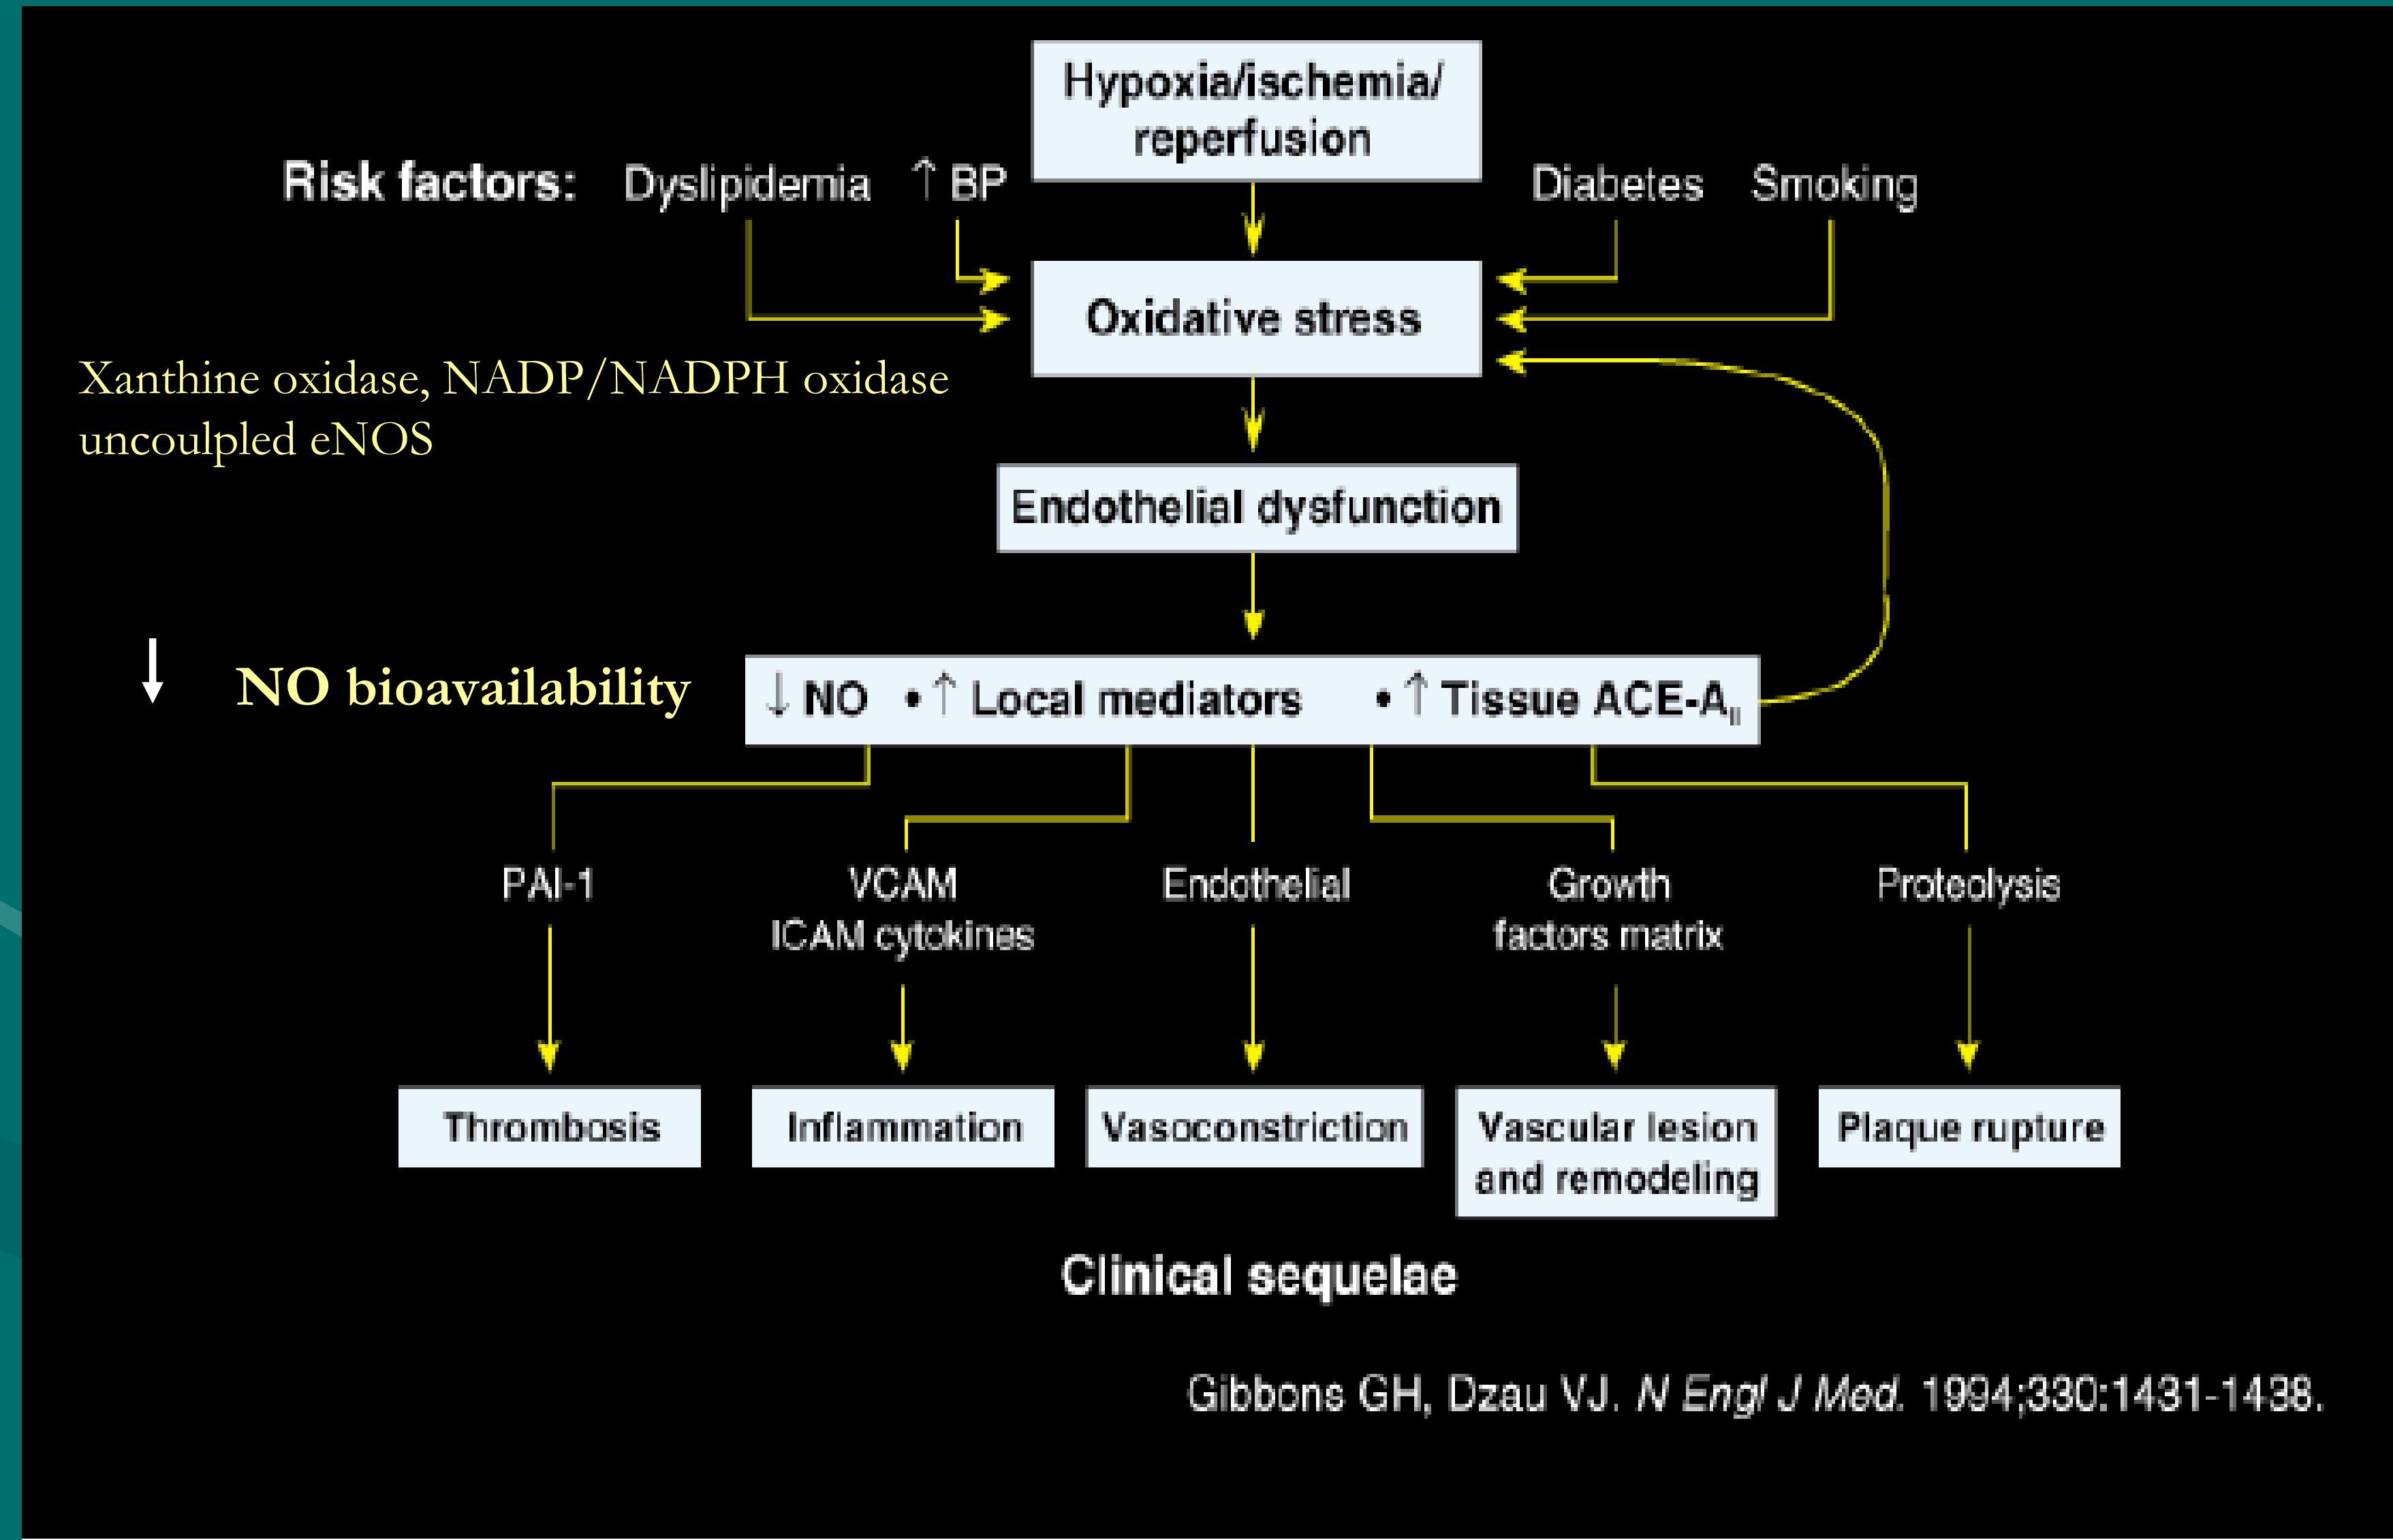 Hypoxia/ischemia/
reperfusion
Risk factors: Dyslipidemia ↑ BP Diabetes Smoking
Oxidative stress
Xanthine oxidase, NADP/NADPH oxidase
uncoulpled eNOS
Endothelial dysfunction
↓ NO bioavailability
↓ NO • ↑ Local mediators • ↑ Tissue ACE-AII
PAI-1 VCAM Endothelial Growth Proteolysis
ICAM cytokines factors matrix
Thrombosis Inflammation Vasoconstriction Vascular lesion Plaque rupture
and remodeling
Clinical sequelae
Gibbons GH, Dzau VJ. N Engl J Med. 1994;330:1431-1438.